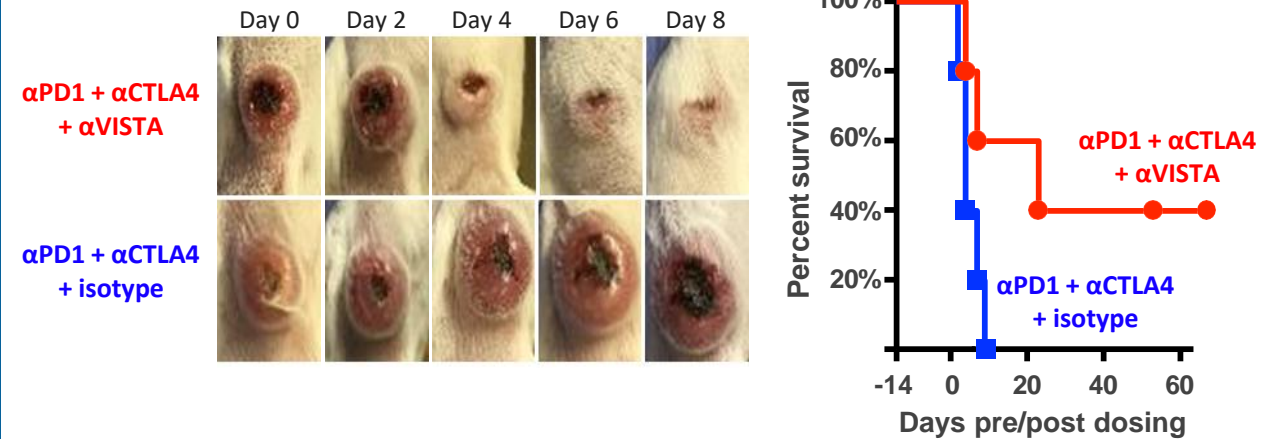 Day 0 Day 2 Day 4 Day 6 Day 8
αPD1 + αCTLA4
+ αVISTA
αPD1 + αCTLA4
+ isotype
100%
80%
60%
40%
20%
Percent survival
αPD1 + αCTLA4
+ αVISTA
αPD1 + αCTLA4
+ isotype
-14 0 20 40 60
Days pre/post dosing